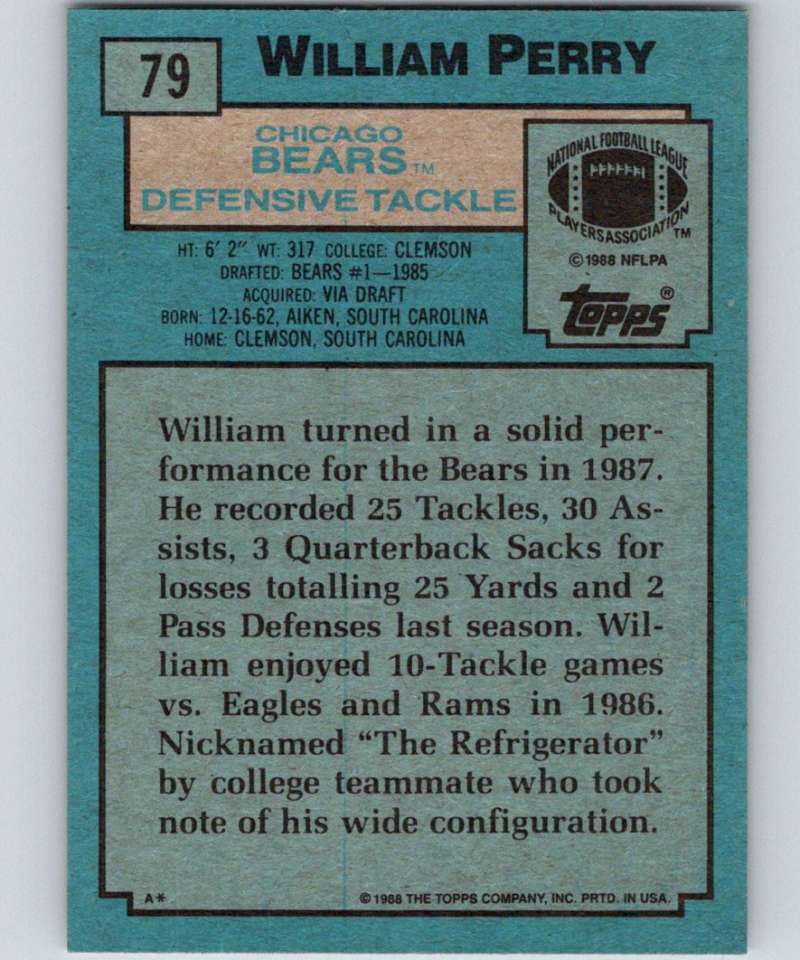 79
WILLIAM PERRY
CHICAGO
BEARS™
DEFENSIVE TACKLE
NATIONAL FOOTBALL LEAGUE
PLAYERS ASSOCIATION™
©1988 NFLPA
topps®
HT: 6' 2" WT: 317 COLLEGE: CLEMSON
DRAFTED: BEARS #1—1985
ACQUIRED: VIA DRAFT
BORN: 12-16-62, AIKEN, SOUTH CAROLINA
HOME: CLEMSON, SOUTH CAROLINA
William turned in a solid per-
formance for the Bears in 1987.
He recorded 25 Tackles, 30 As-
sists, 3 Quarterback Sacks for
losses totalling 25 Yards and 2
Pass Defenses last season. Wil-
liam enjoyed 10-Tackle games
vs. Eagles and Rams in 1986.
Nicknamed “The Refrigerator”
by college teammate who took
note of his wide configuration.
A*
©1988 THE TOPPS COMPANY, INC. PRTD. IN USA.